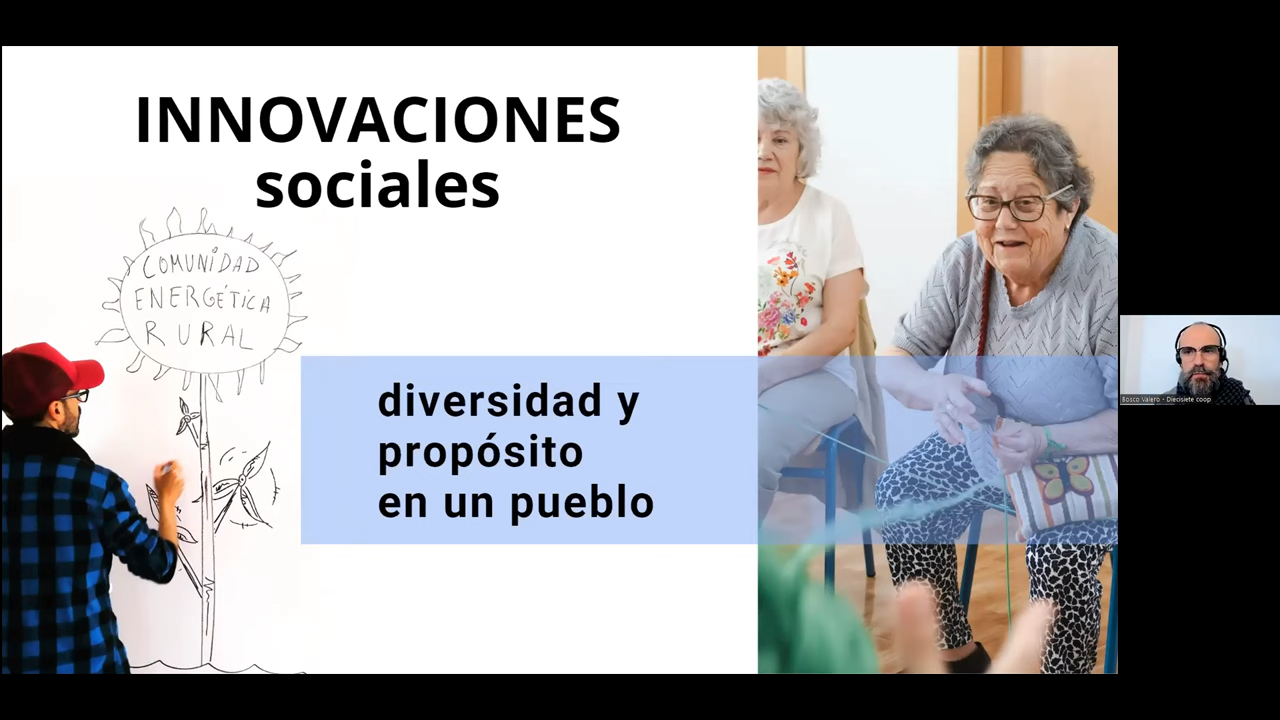 INNOVACIONES
sociales
COMUNIDAD
ENERGÉTICA
RURAL
diversidad y
propósito
en un pueblo
Bosco Valero - Diecisiete coop